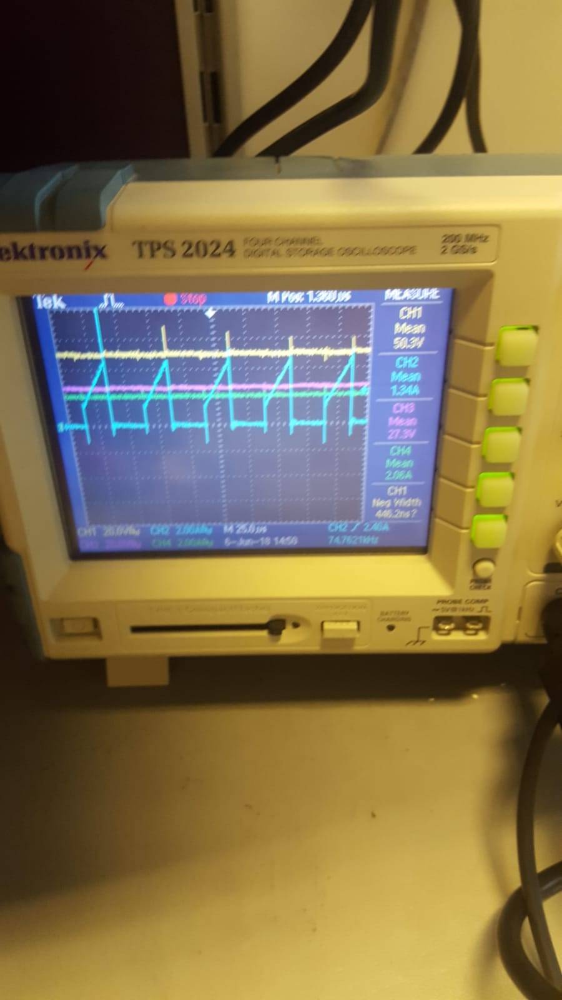 ektronix TPS 2024 FOUR CHANNEL DIGITAL STORAGE OSCILLOSCOPE 200 MHz 2 GS/s
Tek Stop M Pos: 1.360µs MEASURE
CH1
Mean
50.3V
CH2
Mean
1.34A
CH3
Mean
27.3V
CH4
Mean
2.06A
CH1
Neg Width
446.2ns?
CH1 20.0V CH2 2.00A M 25.0µs CH2 / 2.40A
CH4 2.00A 6-Jun-18 14:50 74.7621kHz
BATTERY
CHARGING
PROBE
CHECK
PROBE COMP
~5V@1kHz